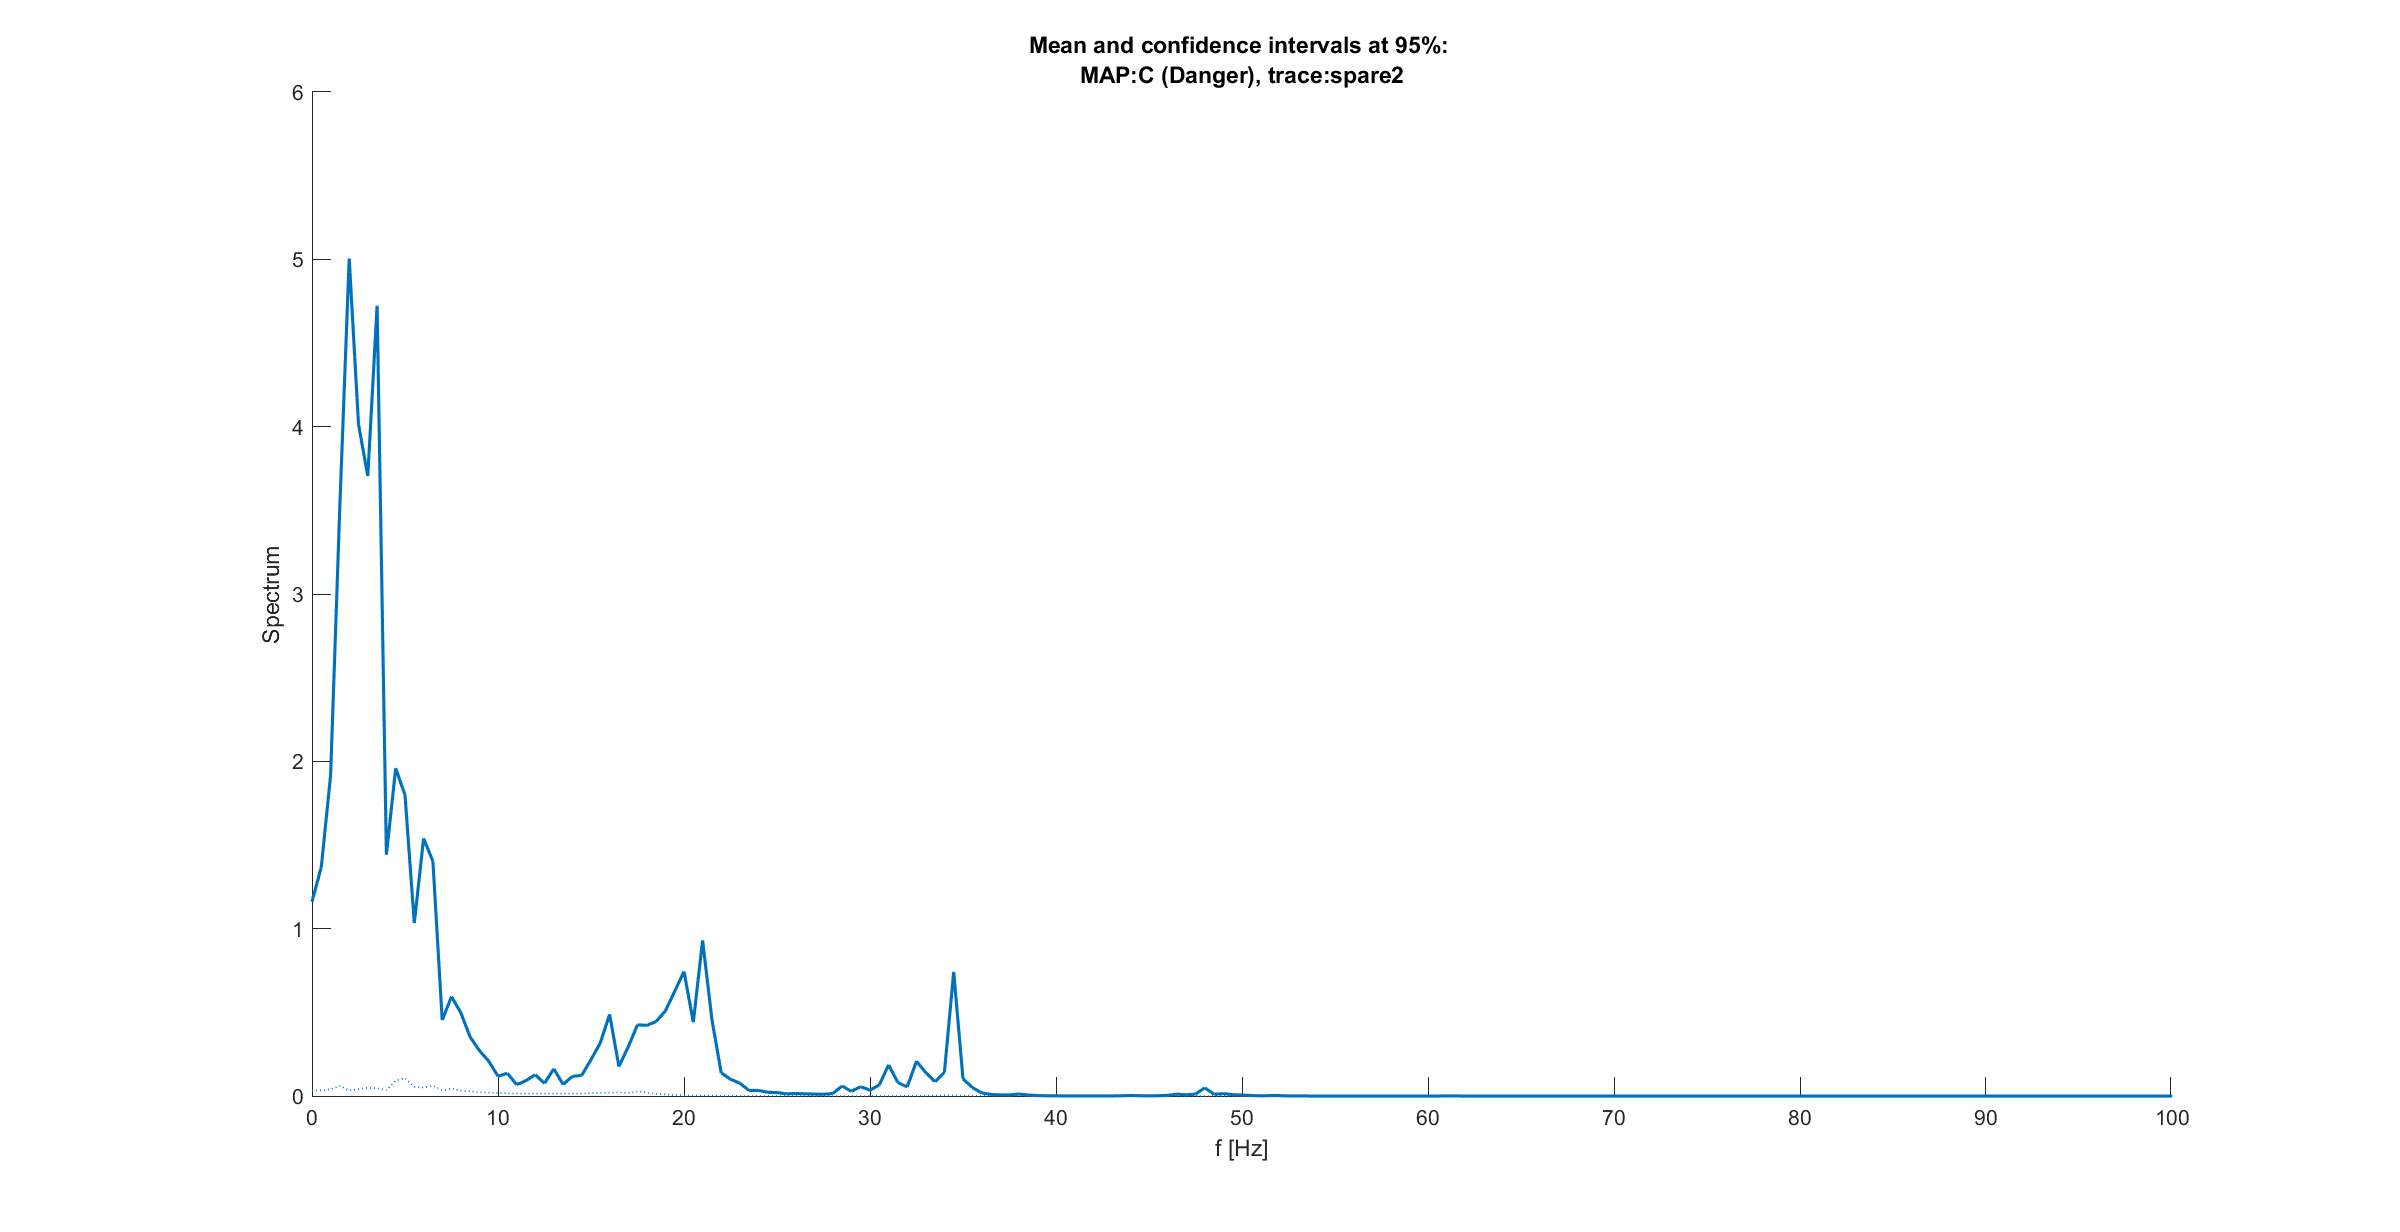 Mean and confidence intervals at 95%:
MAP:C (Danger), trace:spare2
6
5
4
3
2
1
0
Spectrum
0 10 20 30 40 50 60 70 80 90 100
f [Hz]